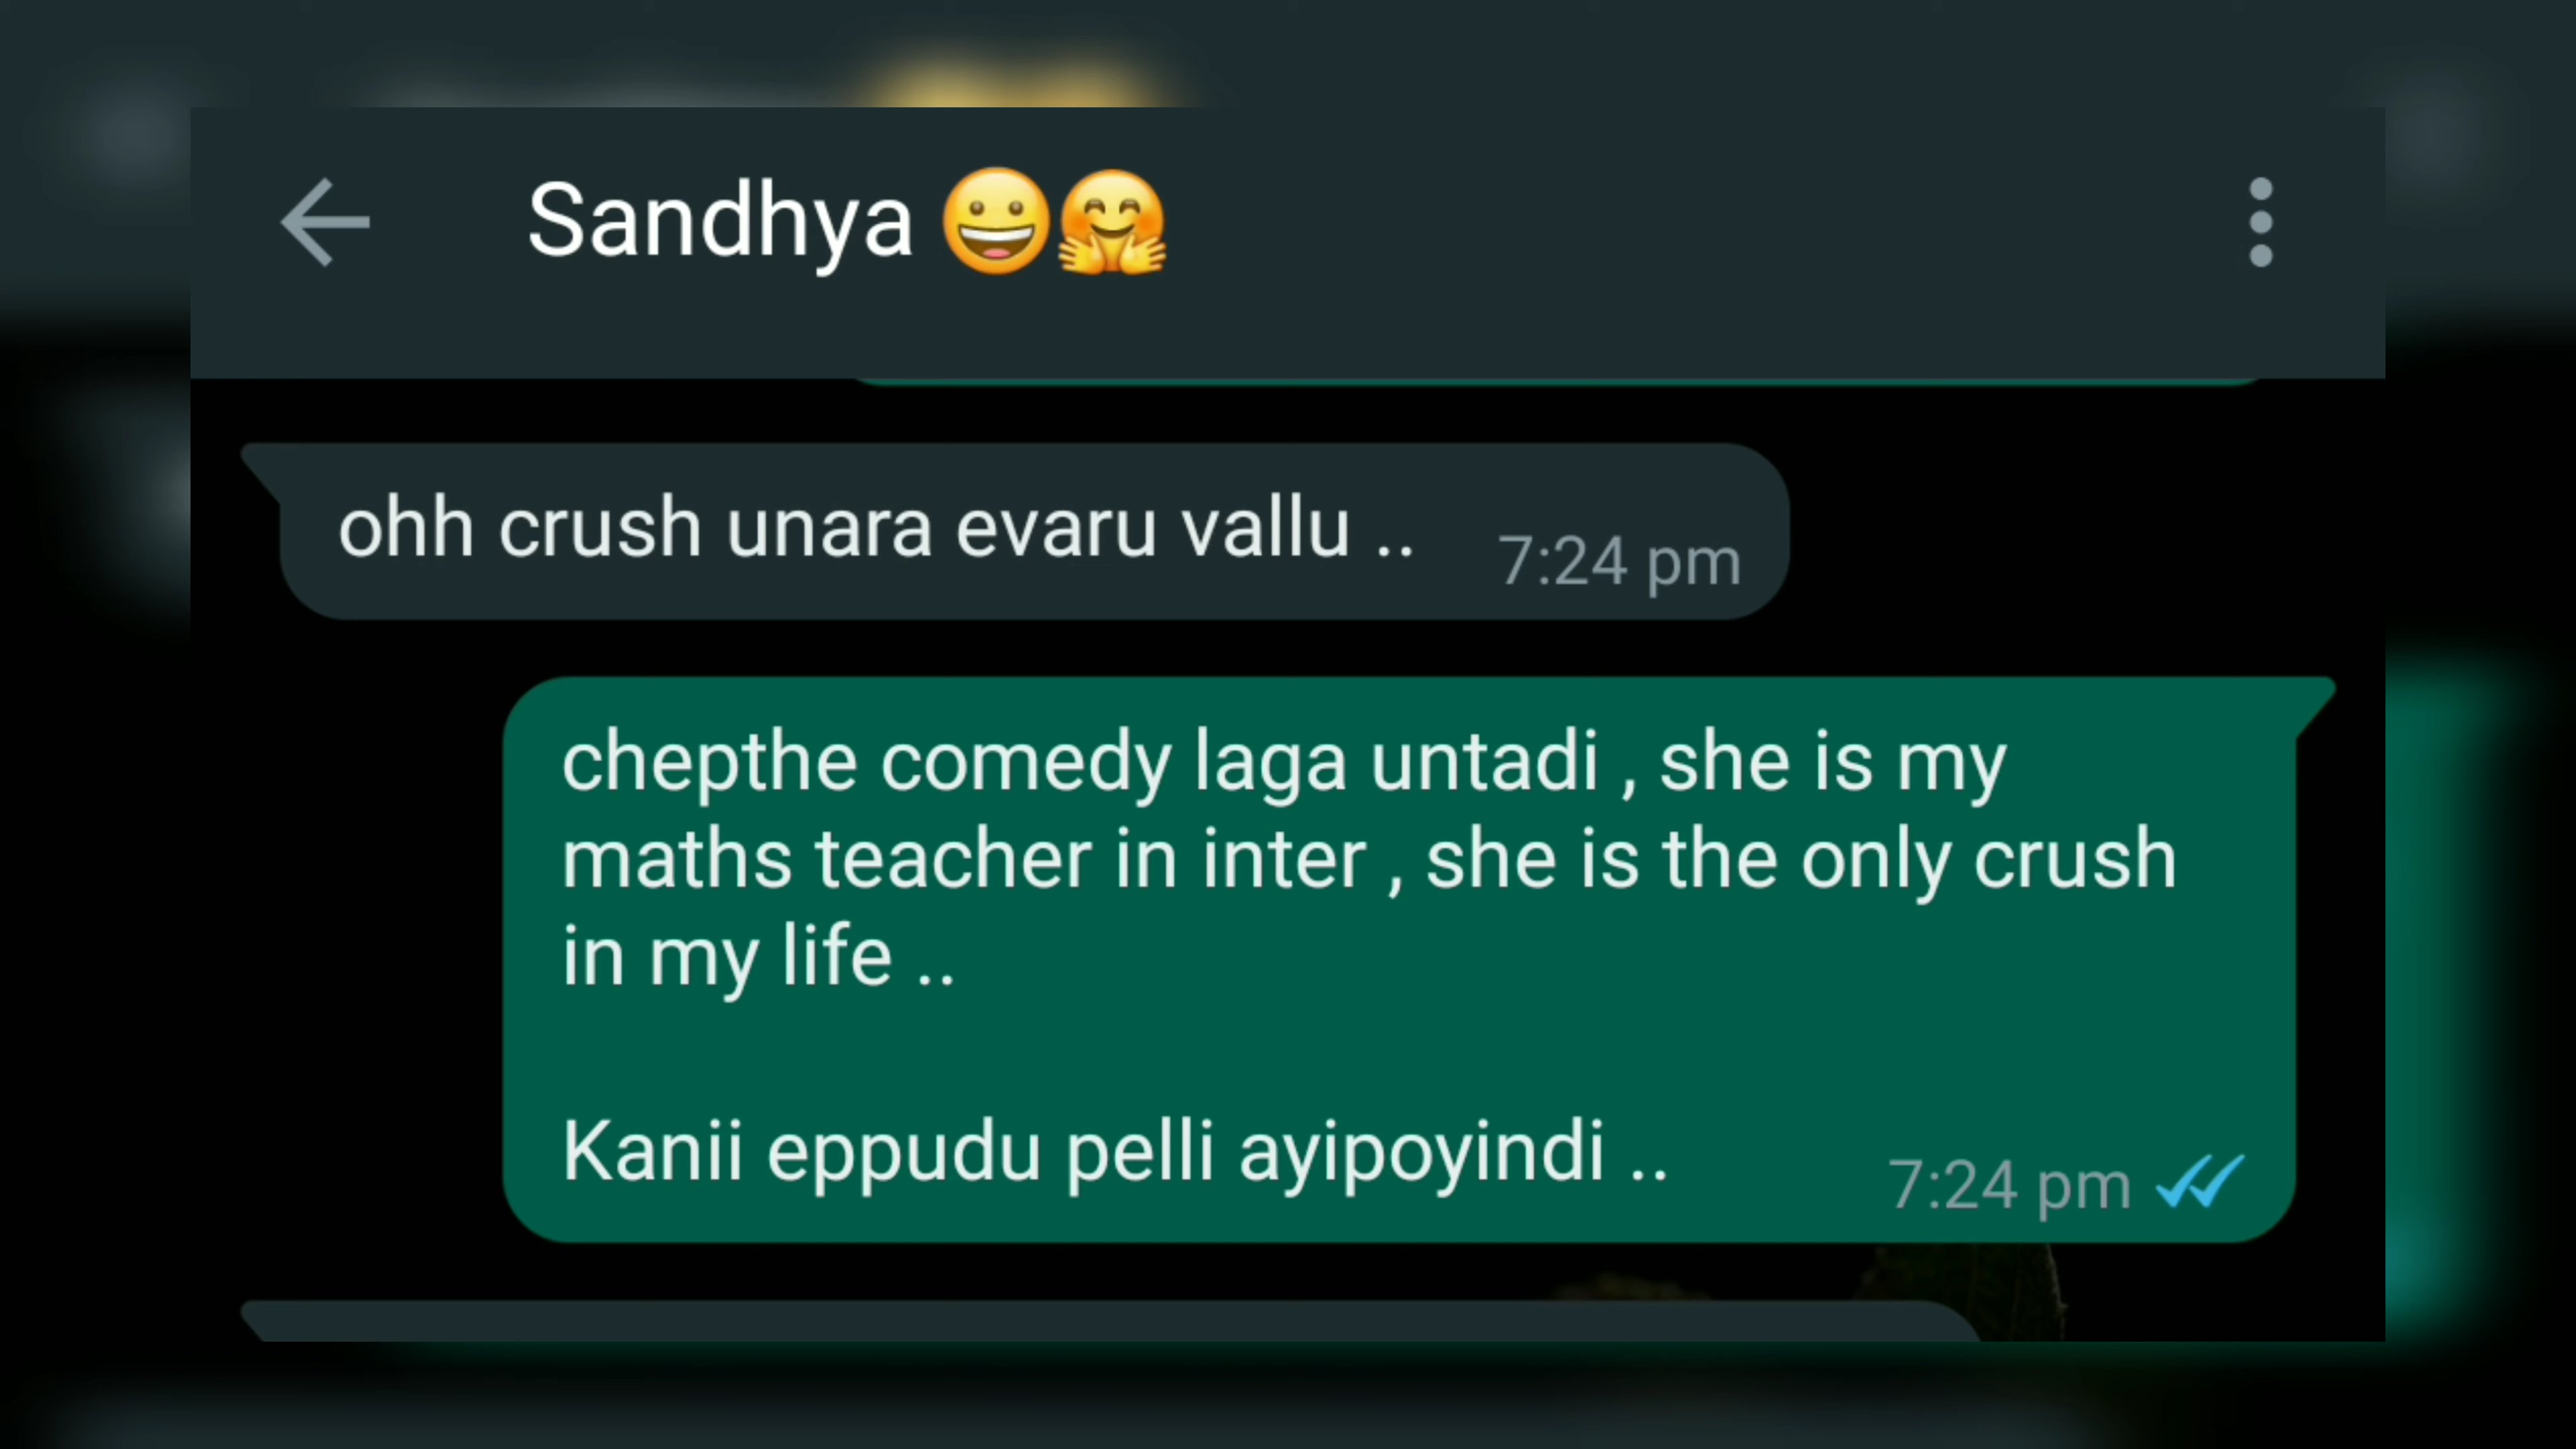 Sandhya 😀🤗
ohh crush unara evaru vallu ..
7:24 pm
chepthe comedy laga untadi , she is my
maths teacher in inter , she is the only crush
in my life ..
Kanii eppudu pelli ayipoyindi ..
7:24 pm